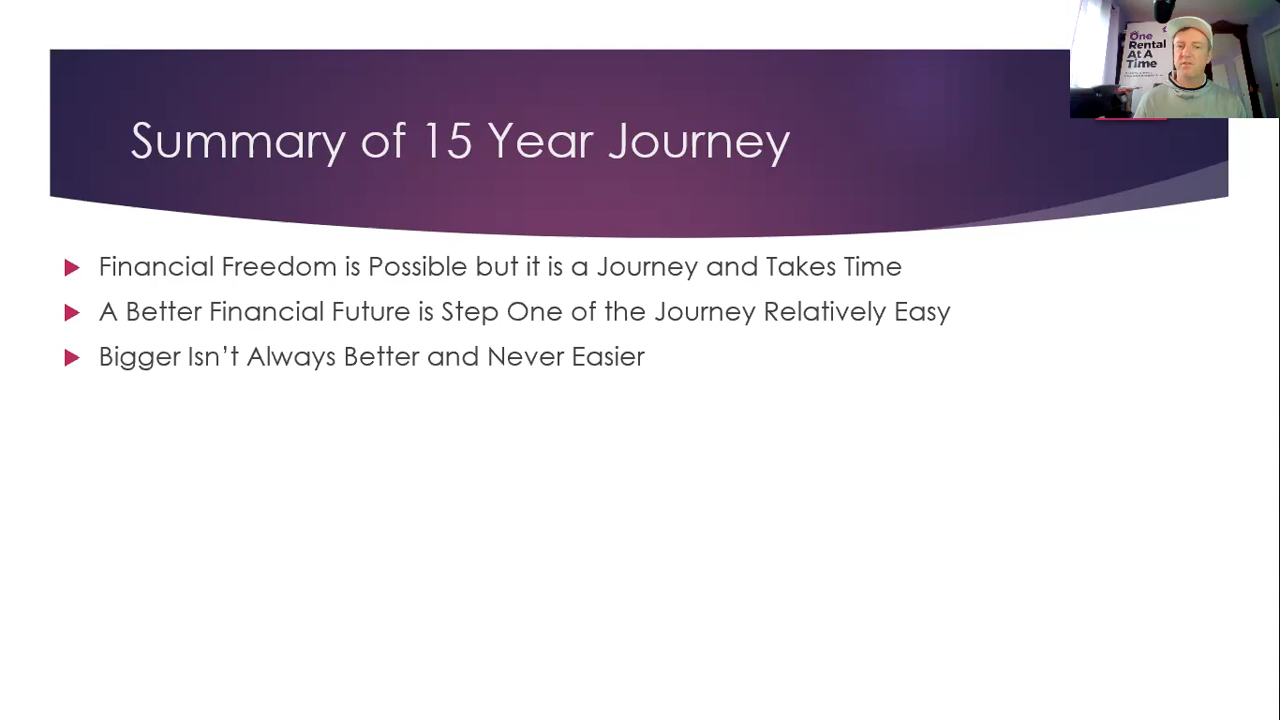 Summary of 15 Year Journey
One
Rental
At A
Time
Financial Freedom is Possible but it is a Journey and Takes Time
A Better Financial Future is Step One of the Journey Relatively Easy
Bigger Isn’t Always Better and Never Easier